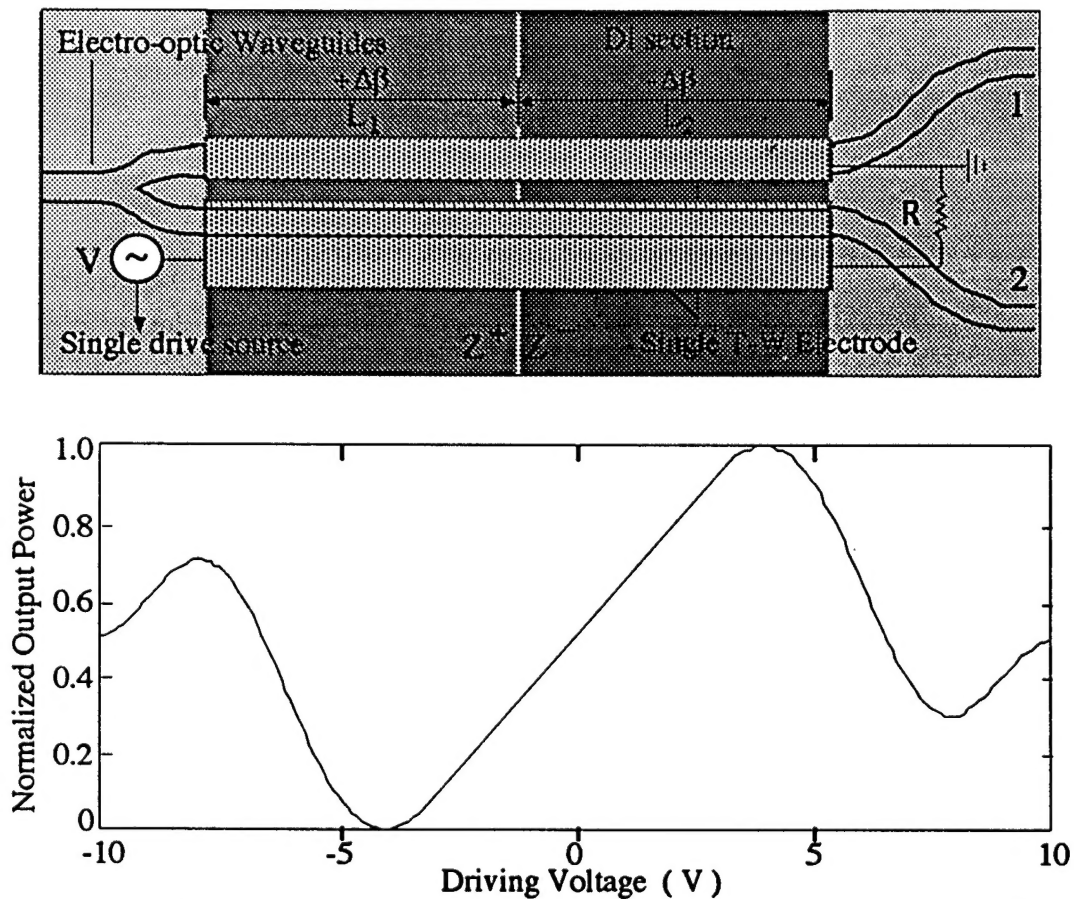 Electro-optic Waveguides
DI section
+Δβ
-Δβ
L1
L2
1
R
V
~
2
Single drive source
Z+
Z-
Single T-W Electrode
Normalized Output Power
1.0
0.8
0.6
0.4
0.2
0
-10
-5
0
5
10
Driving Voltage ( V )